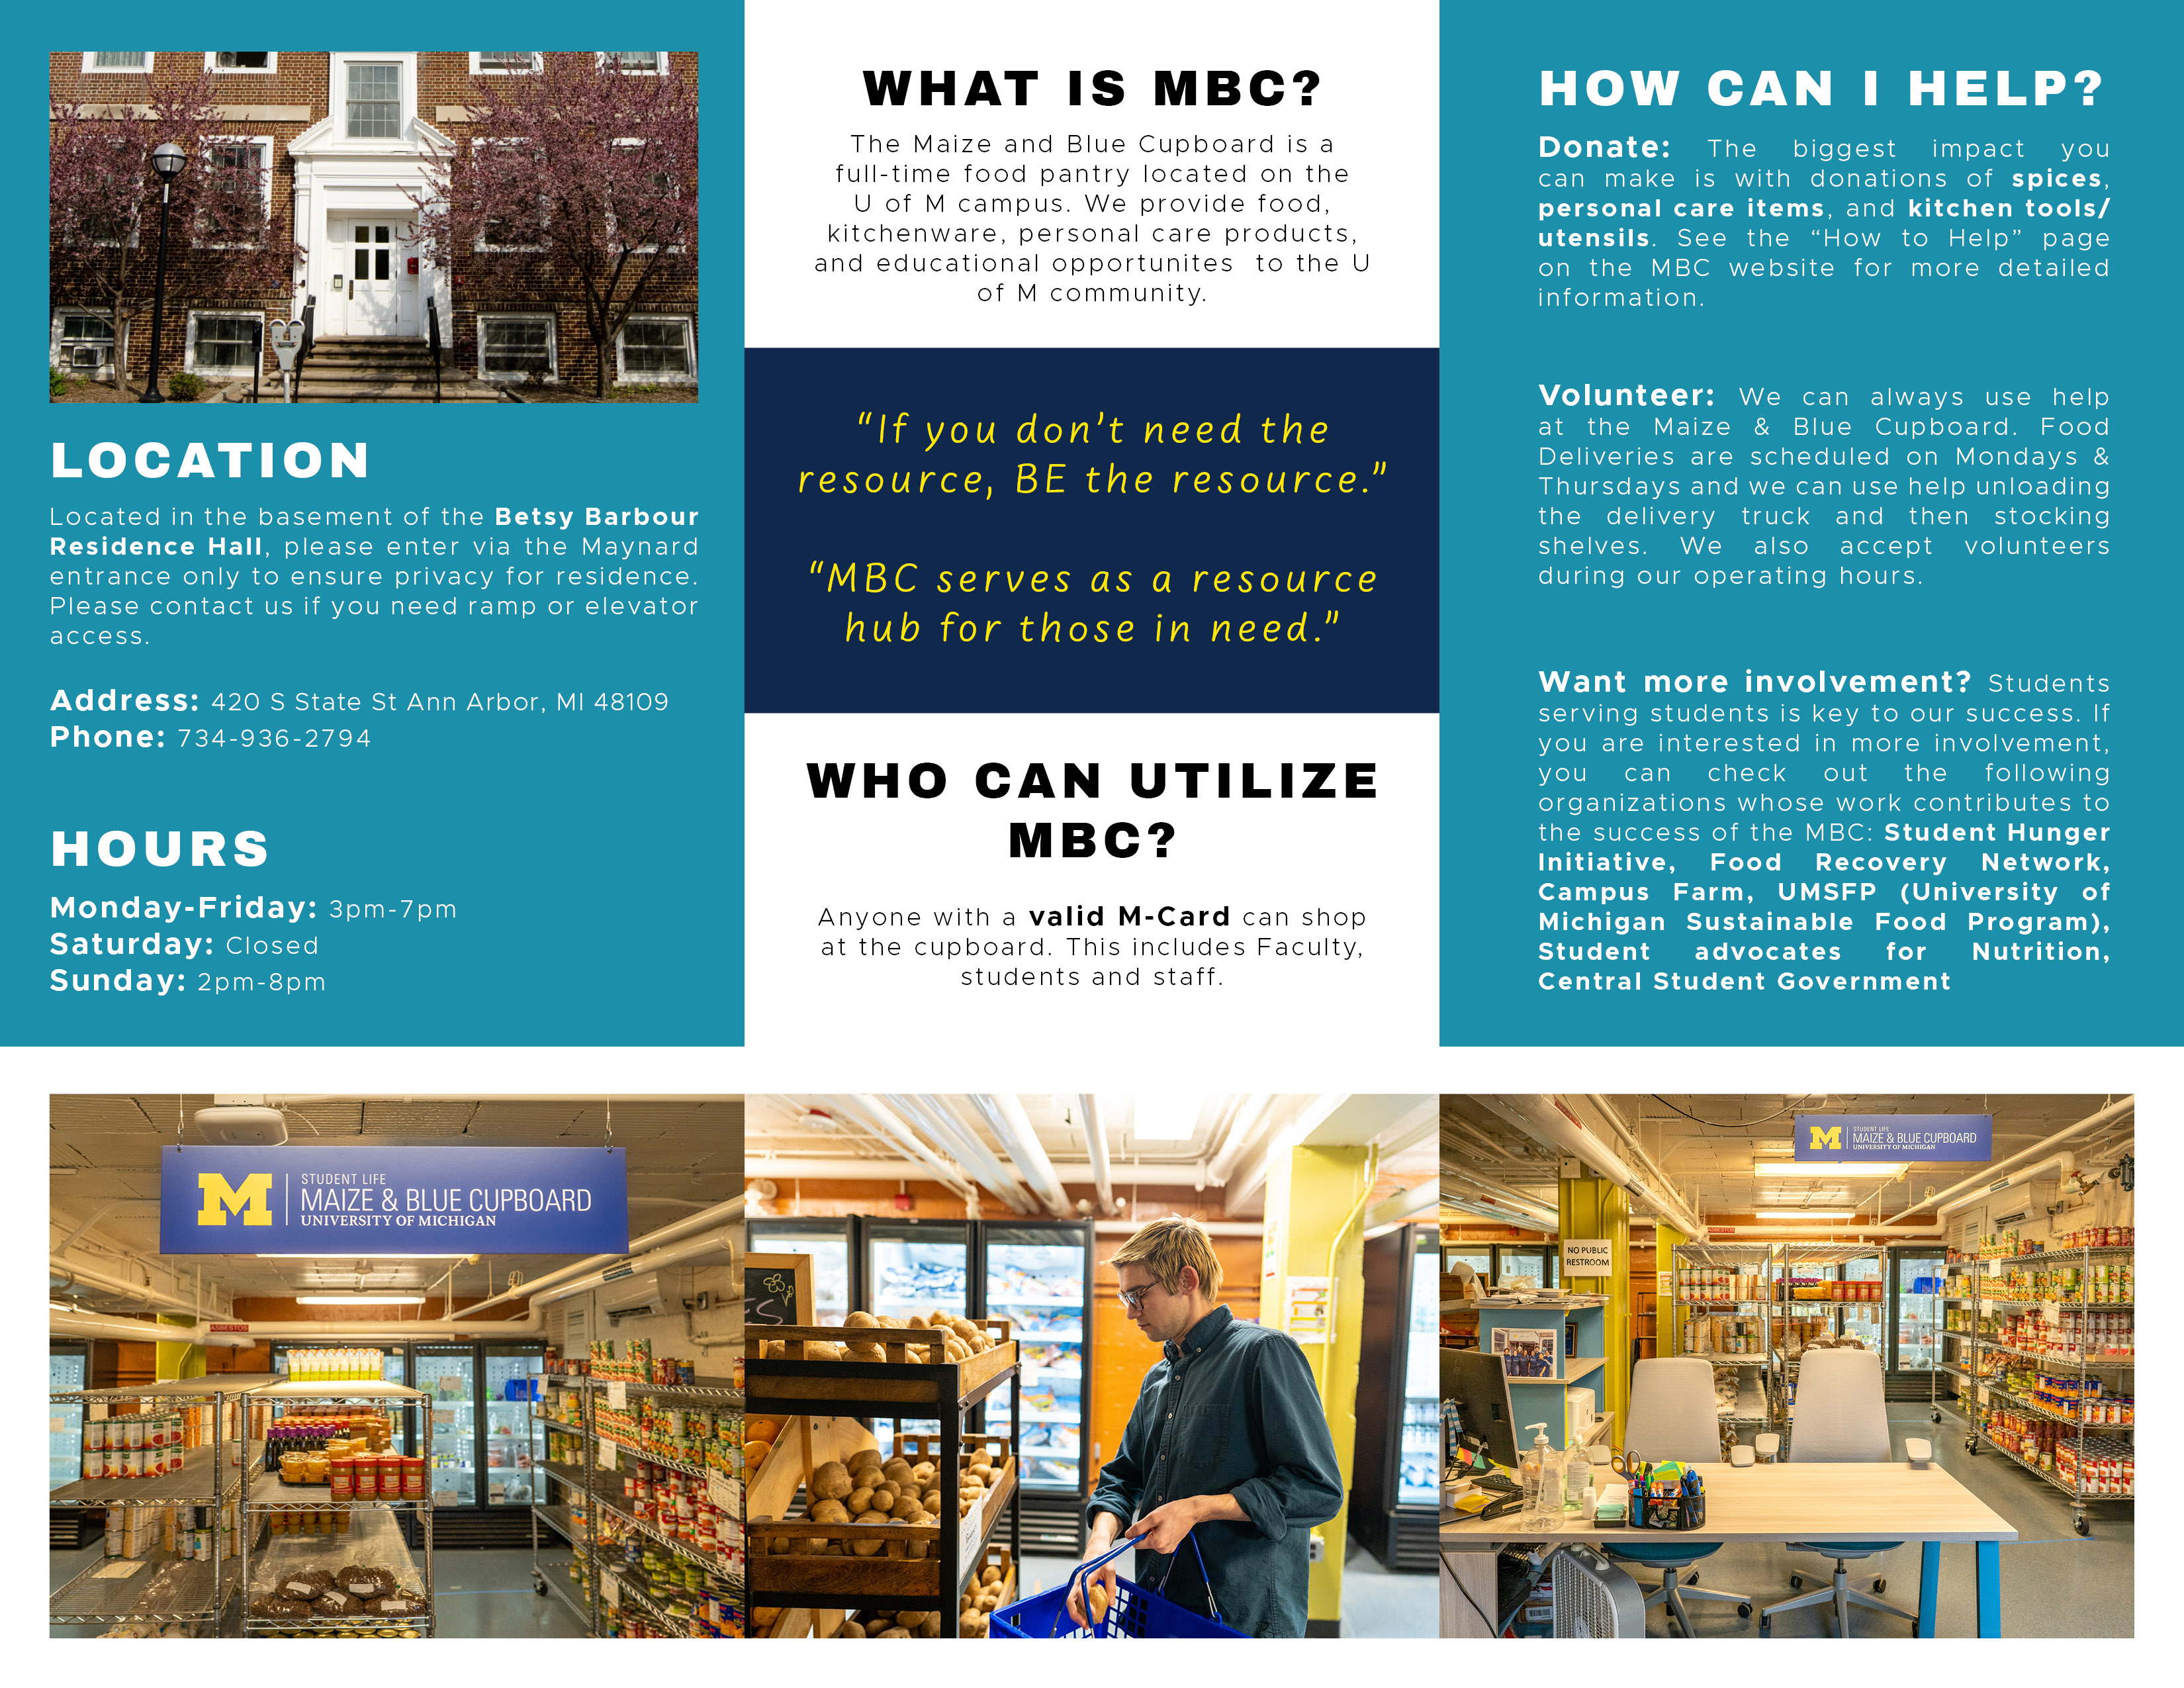 LOCATION
Located in the basement of the Betsy Barbour
Residence Hall, please enter via the Maynard
entrance only to ensure privacy for residence.
Please contact us if you need ramp or elevator
access.
Address: 420 S State St Ann Arbor, MI 48109
Phone: 734-936-2794
HOURS
Monday-Friday: 3pm-7pm
Saturday: Closed
Sunday: 2pm-8pm
WHAT IS MBC?
The Maize and Blue Cupboard is a
full-time food pantry located on the
U of M campus. We provide food,
kitchenware, personal care products,
and educational opportunites to the U
of M community.
“If you don’t need the
resource, BE the resource.”
“MBC serves as a resource
hub for those in need.”
WHO CAN UTILIZE
MBC?
Anyone with a valid M-Card can shop
at the cupboard. This includes Faculty,
students and staff.
HOW CAN I HELP?
Donate: The biggest impact you
can make is with donations of spices,
personal care items, and kitchen tools/
utensils. See the “How to Help” page
on the MBC website for more detailed
information.
Volunteer: We can always use help
at the Maize & Blue Cupboard. Food
Deliveries are scheduled on Mondays &
Thursdays and we can use help unloading
the delivery truck and then stocking
shelves. We also accept volunteers
during our operating hours.
Want more involvement? Students
serving students is key to our success. If
you are interested in more involvement,
you can check out the following
organizations whose work contributes to
the success of the MBC: Student Hunger
Initiative, Food Recovery Network,
Campus Farm, UMSFP (University of
Michigan Sustainable Food Program),
Student advocates for Nutrition,
Central Student Government
M
STUDENT LIFE
MAIZE & BLUE CUPBOARD
UNIVERSITY OF MICHIGAN
ASBESTOS
M
STUDENT LIFE
MAIZE & BLUE CUPBOARD
UNIVERSITY OF MICHIGAN
ASBESTOS
NO PUBLIC
RESTROOM